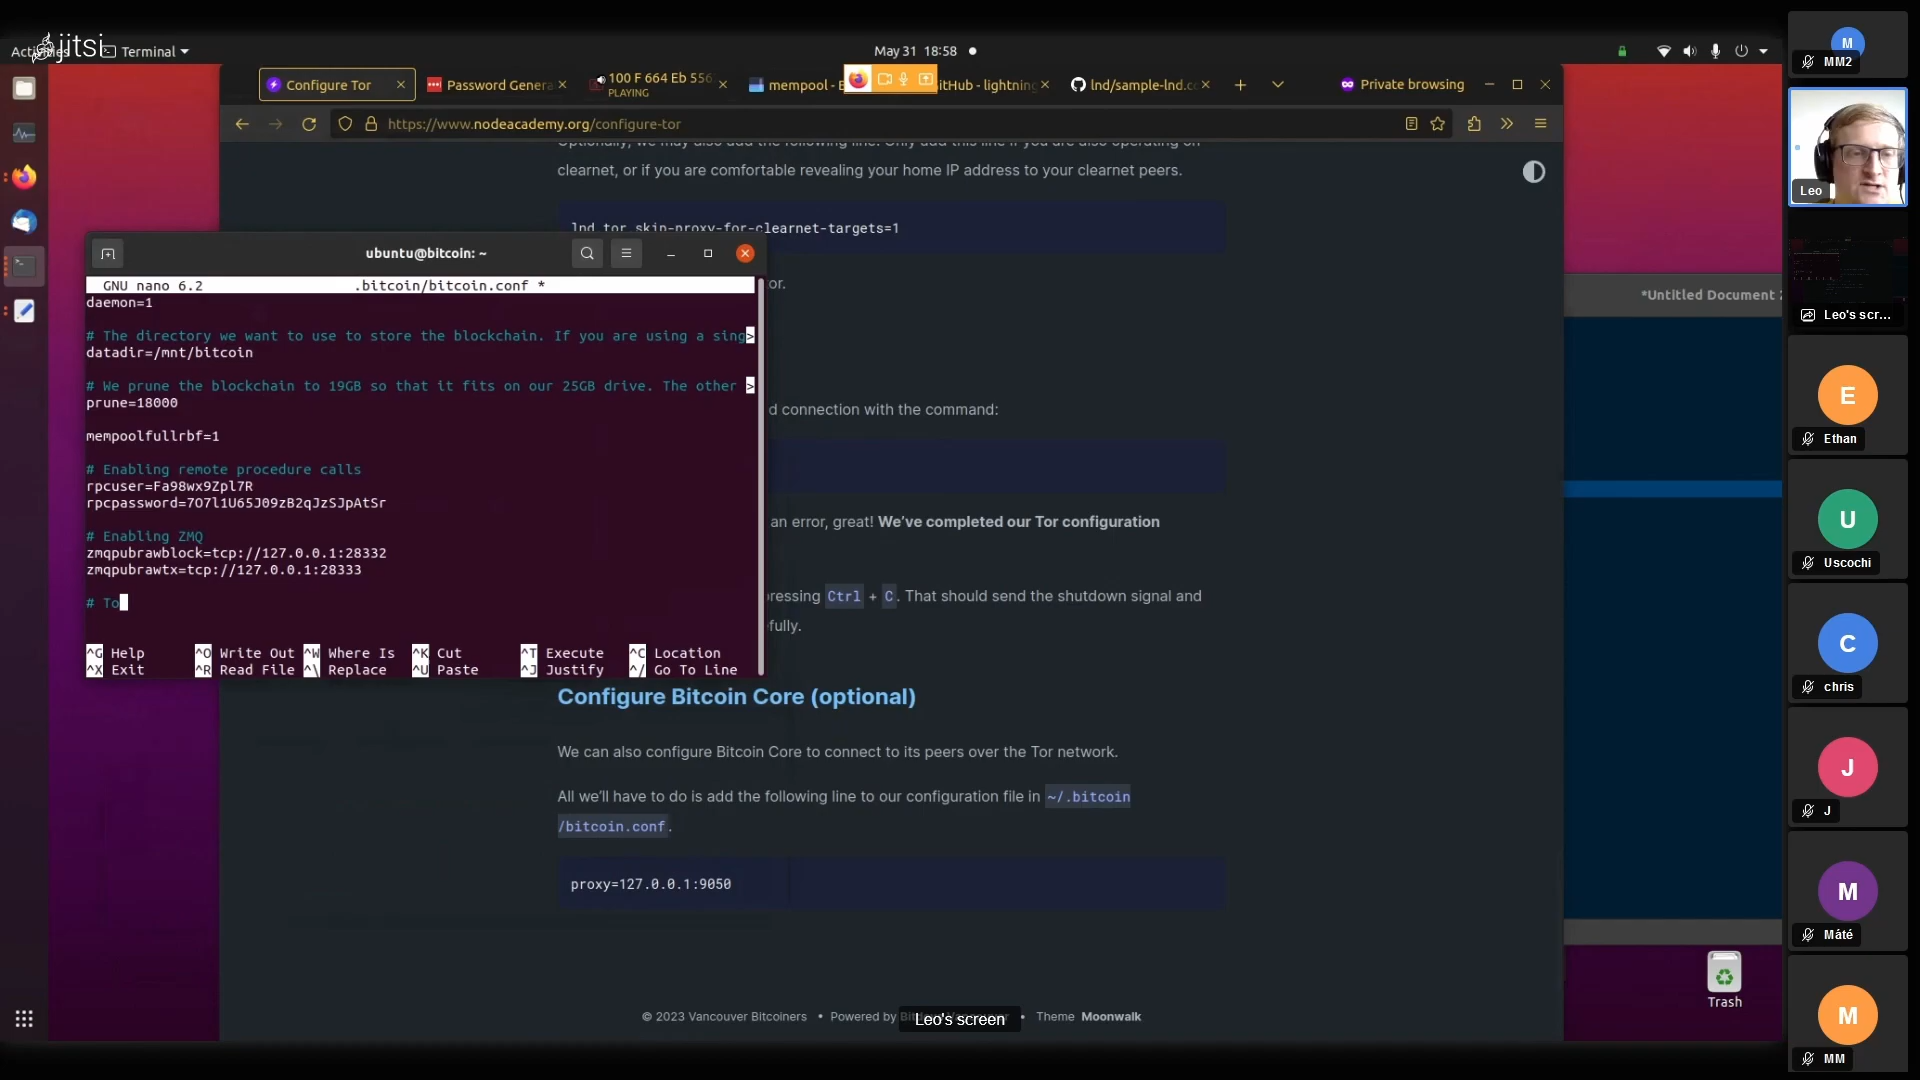 Activities
jitsi
Terminal
May 31 18:58
Configure Tor
Password Genera
100 F 664 Eb 556
PLAYING
mempool - B
itHub - lightning
lnd/sample-lnd.co
Private browsing
https://www.nodeacademy.org/configure-tor
clearnet, or if you are comfortable revealing your home IP address to your clearnet peers.
lnd tor skip-proxy-for-clearnet-targets=1
ubuntu@bitcoin: ~
GNU nano 6.2 .bitcoin/bitcoin.conf *
daemon=1
# The directory we want to use to store the blockchain. If you are using a sing>
datadir=/mnt/bitcoin
# We prune the blockchain to 19GB so that it fits on our 25GB drive. The other >
prune=18000
mempoolfullrbf=1
# Enabling remote procedure calls
rpcuser=Fa98wx9Zpl7R
rpcpassword=7O7l1U65J09zB2qJzSJpAtSr
# Enabling ZMQ
zmqpubrawblock=tcp://127.0.0.1:28332
zmqpubrawtx=tcp://127.0.0.1:28333
# To
^G Help ^O Write Out ^W Where Is ^K Cut ^T Execute ^C Location
^X Exit ^R Read File ^\ Replace ^U Paste ^J Justify ^/ Go To Line
or.
d connection with the command:
an error, great! We've completed our Tor configuration
pressing Ctrl + C. That should send the shutdown signal and
fully.
Configure Bitcoin Core (optional)
We can also configure Bitcoin Core to connect to its peers over the Tor network.
All we'll have to do is add the following line to our configuration file in ~/.bitcoin
/bitcoin.conf.
proxy=127.0.0.1:9050
© 2023 Vancouver Bitcoiners • Powered by • Theme Moonwalk
Leo's screen
*Untitled Document 2
Trash
M
MM2
Leo
Leo's scr...
E
Ethan
U
Uscochi
C
chris
J
J
M
Máté
M
MM